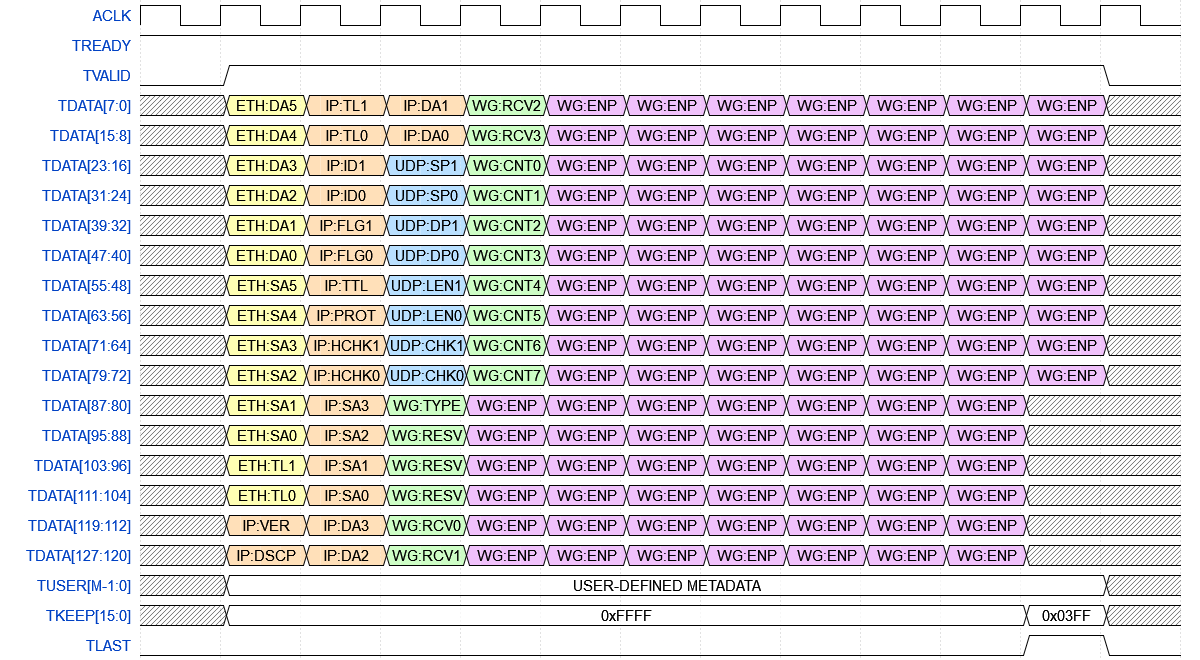 ACLK
TREADY
TVALID
TDATA[7:0] ETH:DA5 IP:TL1 IP:DA1 WG:RCV2 WG:ENP WG:ENP WG:ENP WG:ENP WG:ENP WG:ENP WG:ENP
TDATA[15:8] ETH:DA4 IP:TL0 IP:DA0 WG:RCV3 WG:ENP WG:ENP WG:ENP WG:ENP WG:ENP WG:ENP WG:ENP
TDATA[23:16] ETH:DA3 IP:ID1 UDP:SP1 WG:CNT0 WG:ENP WG:ENP WG:ENP WG:ENP WG:ENP WG:ENP WG:ENP
TDATA[31:24] ETH:DA2 IP:ID0 UDP:SP0 WG:CNT1 WG:ENP WG:ENP WG:ENP WG:ENP WG:ENP WG:ENP WG:ENP
TDATA[39:32] ETH:DA1 IP:FLG1 UDP:DP1 WG:CNT2 WG:ENP WG:ENP WG:ENP WG:ENP WG:ENP WG:ENP WG:ENP
TDATA[47:40] ETH:DA0 IP:FLG0 UDP:DP0 WG:CNT3 WG:ENP WG:ENP WG:ENP WG:ENP WG:ENP WG:ENP WG:ENP
TDATA[55:48] ETH:SA5 IP:TTL UDP:LEN1 WG:CNT4 WG:ENP WG:ENP WG:ENP WG:ENP WG:ENP WG:ENP WG:ENP
TDATA[63:56] ETH:SA4 IP:PROT UDP:LEN0 WG:CNT5 WG:ENP WG:ENP WG:ENP WG:ENP WG:ENP WG:ENP WG:ENP
TDATA[71:64] ETH:SA3 IP:HCHK1 UDP:CHK1 WG:CNT6 WG:ENP WG:ENP WG:ENP WG:ENP WG:ENP WG:ENP WG:ENP
TDATA[79:72] ETH:SA2 IP:HCHK0 UDP:CHK0 WG:CNT7 WG:ENP WG:ENP WG:ENP WG:ENP WG:ENP WG:ENP WG:ENP
TDATA[87:80] ETH:SA1 IP:SA3 WG:TYPE WG:ENP WG:ENP WG:ENP WG:ENP WG:ENP WG:ENP WG:ENP
TDATA[95:88] ETH:SA0 IP:SA2 WG:RESV WG:ENP WG:ENP WG:ENP WG:ENP WG:ENP WG:ENP WG:ENP
TDATA[103:96] ETH:TL1 IP:SA1 WG:RESV WG:ENP WG:ENP WG:ENP WG:ENP WG:ENP WG:ENP WG:ENP
TDATA[111:104] ETH:TL0 IP:SA0 WG:RESV WG:ENP WG:ENP WG:ENP WG:ENP WG:ENP WG:ENP WG:ENP
TDATA[119:112] IP:VER IP:DA3 WG:RCV0 WG:ENP WG:ENP WG:ENP WG:ENP WG:ENP WG:ENP WG:ENP
TDATA[127:120] IP:DSCP IP:DA2 WG:RCV1 WG:ENP WG:ENP WG:ENP WG:ENP WG:ENP WG:ENP WG:ENP
TUSER[M-1:0] USER-DEFINED METADATA
TKEEP[15:0] 0xFFFF 0x03FF
TLAST